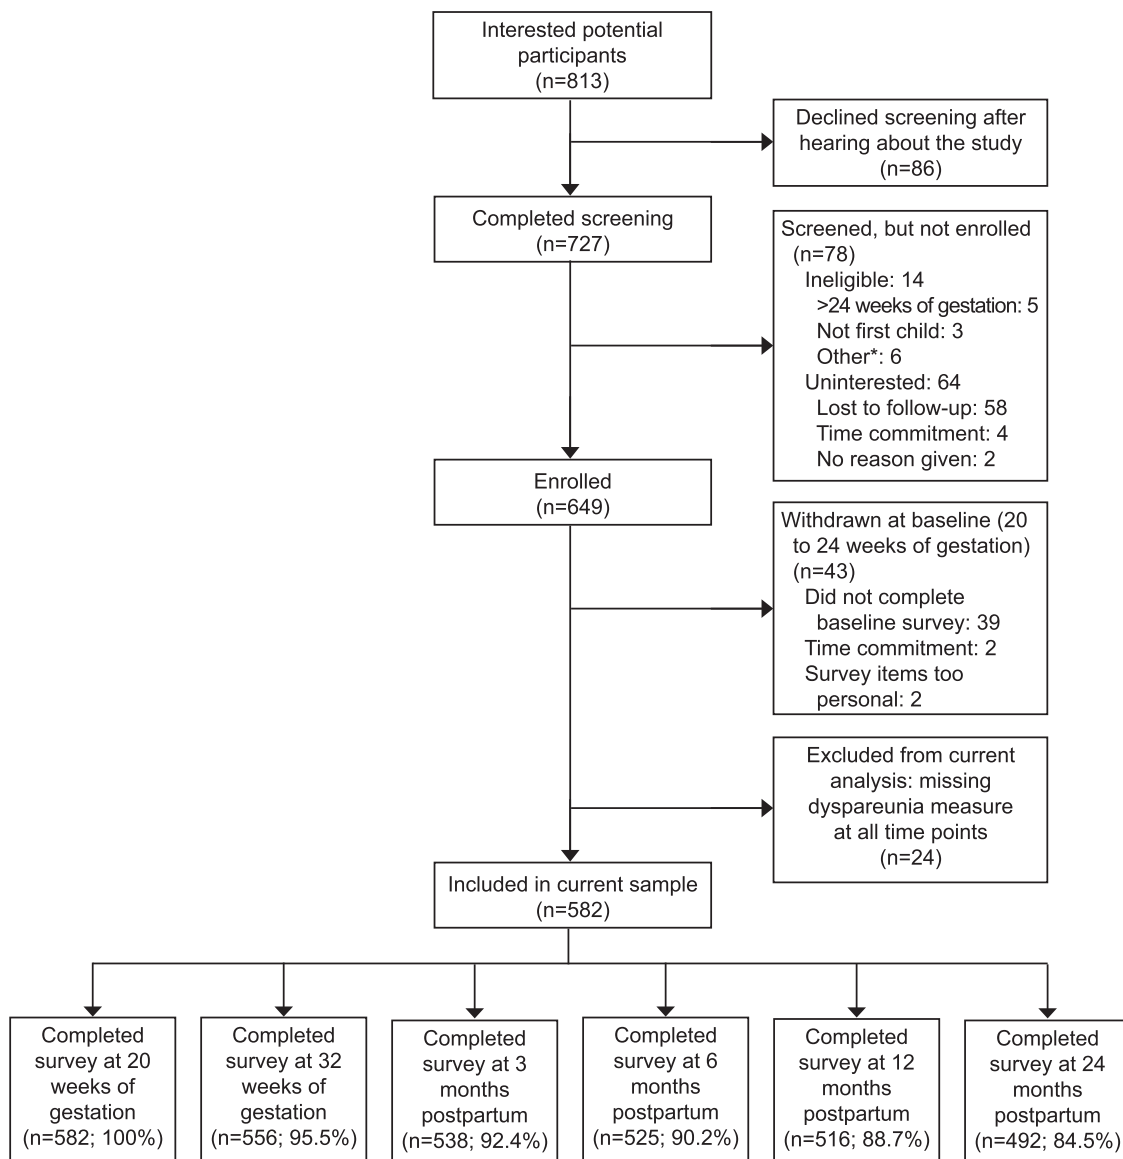 Interested potential
participants
(n=813)
Declined screening after
hearing about the study
(n=86)
Completed screening
(n=727)
Screened, but not enrolled
(n=78)
Ineligible: 14
>24 weeks of gestation: 5
Not first child: 3
Other*: 6
Uninterested: 64
Lost to follow-up: 58
Time commitment: 4
No reason given: 2
Enrolled
(n=649)
Withdrawn at baseline (20
to 24 weeks of gestation)
(n=43)
Did not complete
baseline survey: 39
Time commitment: 2
Survey items too
personal: 2
Excluded from current
analysis: missing
dyspareunia measure
at all time points
(n=24)
Included in current sample
(n=582)
Completed
survey at 20
weeks of
gestation
(n=582; 100%)
Completed
survey at 32
weeks of
gestation
(n=556; 95.5%)
Completed
survey at 3
months
postpartum
(n=538; 92.4%)
Completed
survey at 6
months
postpartum
(n=525; 90.2%)
Completed
survey at 12
months
postpartum
(n=516; 88.7%)
Completed
survey at 24
months
postpartum
(n=492; 84.5%)